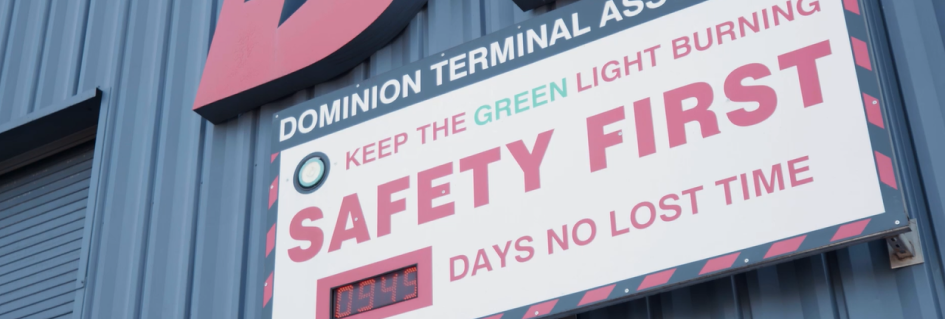 DOMINION TERMINAL
KEEP THE GREEN LIGHT BURNING
SAFETY FIRST
0945 DAYS NO LOST TIME